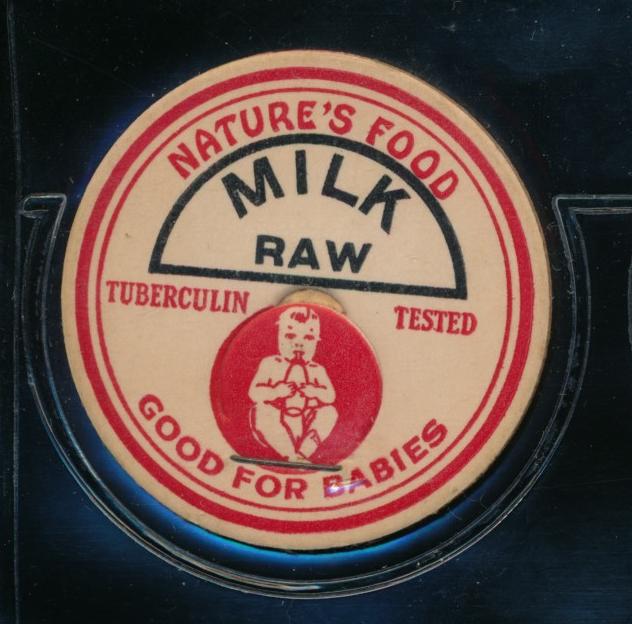 NATURE'S FOOD
MILK
RAW
TUBERCULIN TESTED
GOOD FOR BABIES